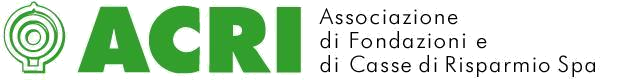 ACRI
Associazione
di Fondazioni e
di Casse di Risparmio Spa